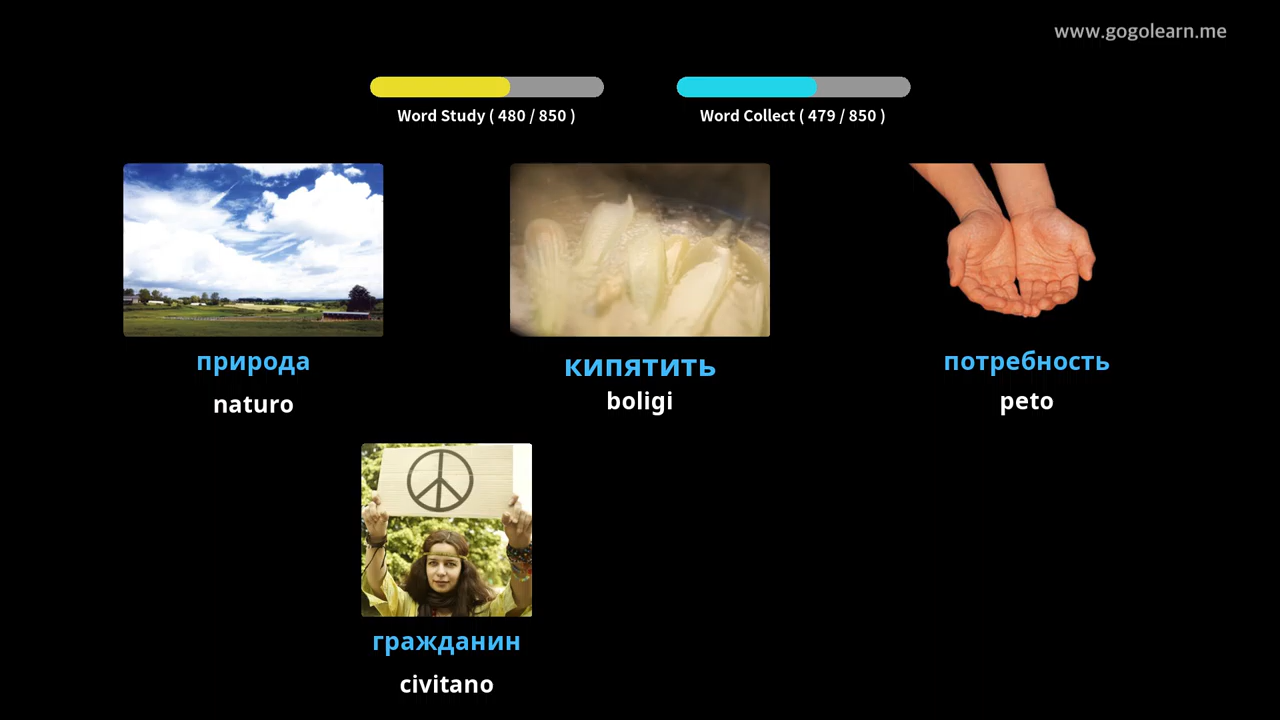 www.gogolearn.me
Word Study ( 480 / 850 )
Word Collect ( 479 / 850 )
природа
кипятить
потребность
naturo
boligi
peto
гражданин
civitano